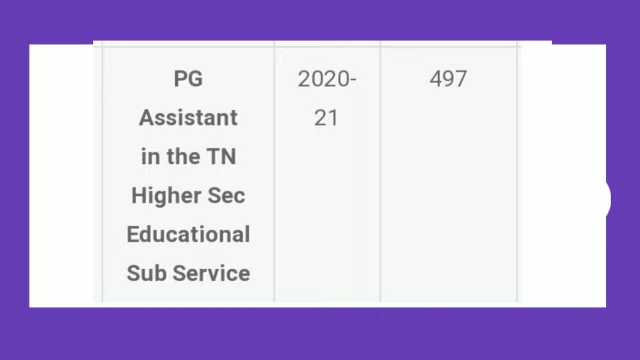 PG 2020- 497
Assistant 21
in the TN
Higher Sec
Educational
Sub Service